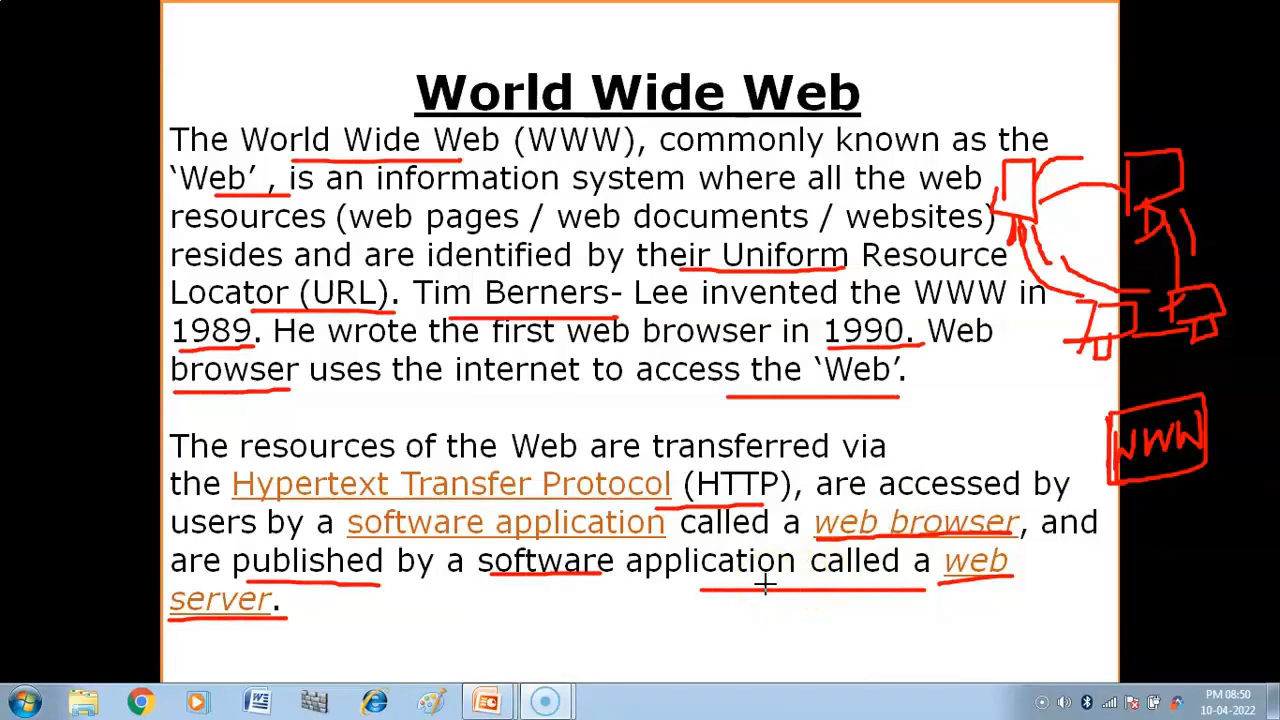 World Wide Web
The World Wide Web (WWW), commonly known as the
‘Web’ , is an information system where all the web
resources (web pages / web documents / websites)
resides and are identified by their Uniform Resource
Locator (URL). Tim Berners- Lee invented the WWW in
1989. He wrote the first web browser in 1990. Web
browser uses the internet to access the ‘Web’.
WWW
The resources of the Web are transferred via
the Hypertext Transfer Protocol (HTTP), are accessed by
users by a software application called a web browser, and
are published by a software application called a web
server.
PM 08:50
10-04-2022